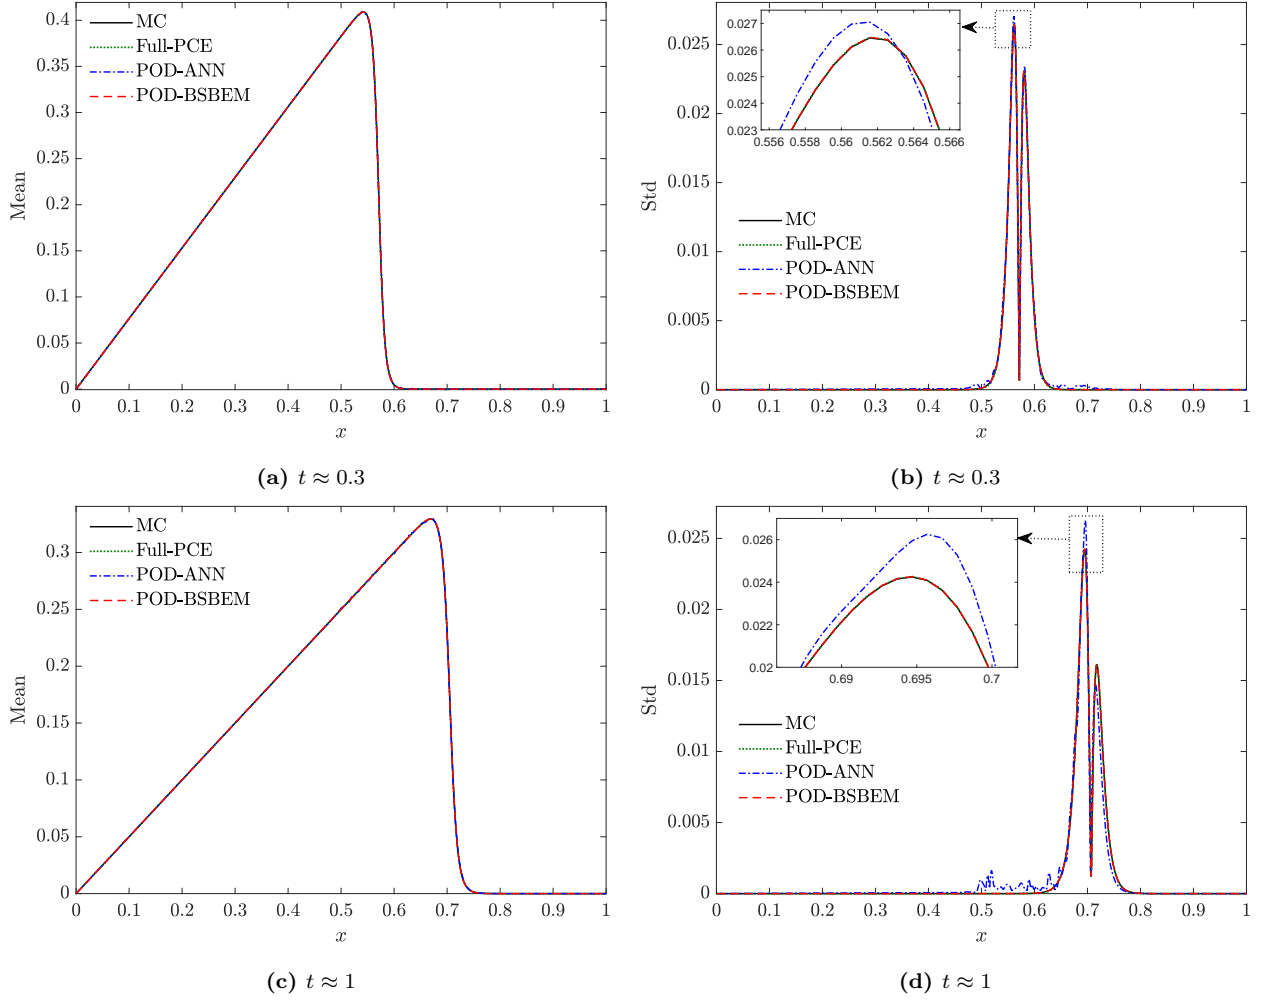 0.4
0.35
0.3
0.25
0.2
0.15
0.1
0.05
0
Mean
MC
Full-PCE
POD-ANN
POD-BSBEM
0 0.1 0.2 0.3 0.4 0.5 0.6 0.7 0.8 0.9 1
x
(a) t ≈ 0.3
0.025
0.02
0.015
0.01
0.005
0
Std
0.027
0.026
0.025
0.024
0.023
0.556 0.558 0.56 0.562 0.564 0.566
MC
Full-PCE
POD-ANN
POD-BSBEM
0 0.1 0.2 0.3 0.4 0.5 0.6 0.7 0.8 0.9 1
x
(b) t ≈ 0.3
0.3
0.25
0.2
0.15
0.1
0.05
0
Mean
MC
Full-PCE
POD-ANN
POD-BSBEM
0 0.1 0.2 0.3 0.4 0.5 0.6 0.7 0.8 0.9 1
x
(c) t ≈ 1
0.025
0.02
0.015
0.01
0.005
0
Std
0.026
0.024
0.022
0.02
0.69 0.695 0.7
MC
Full-PCE
POD-ANN
POD-BSBEM
0 0.1 0.2 0.3 0.4 0.5 0.6 0.7 0.8 0.9 1
x
(d) t ≈ 1